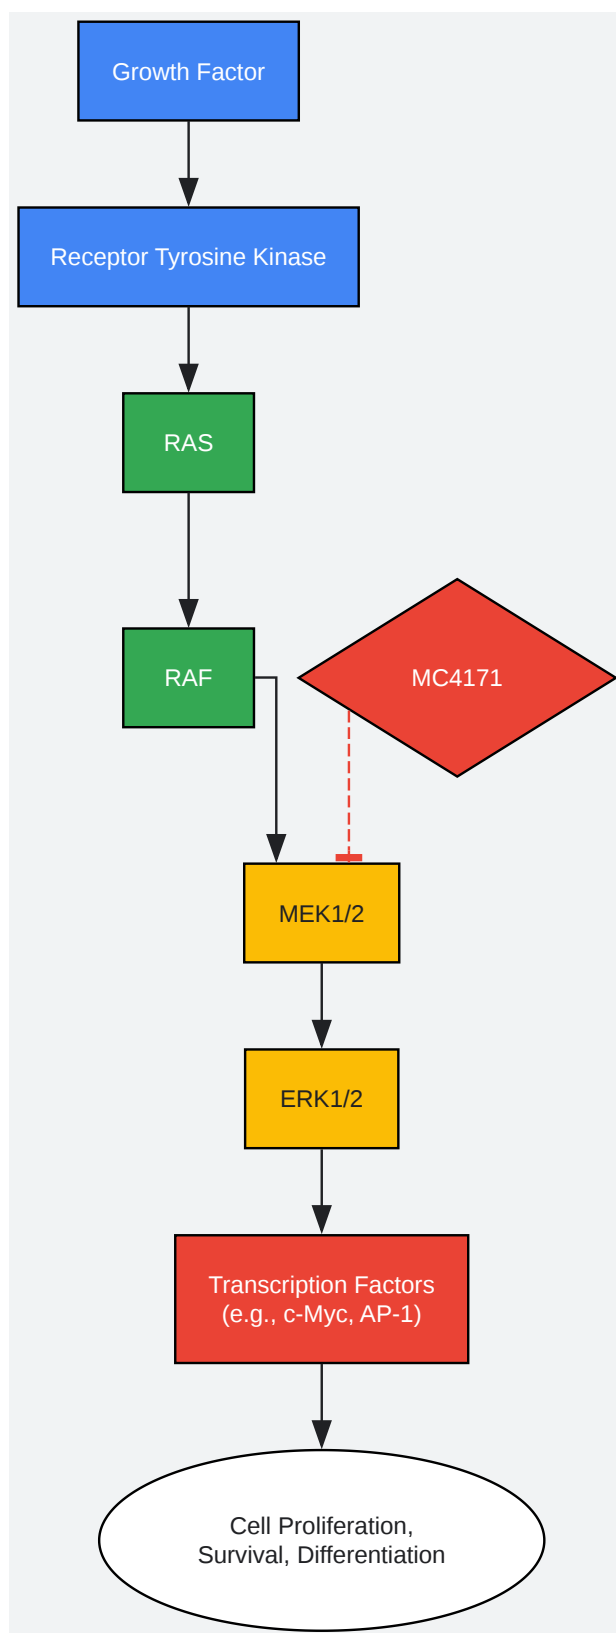 Growth Factor
Receptor Tyrosine Kinase
RAS
RAF
MC4171
MEK1/2
ERK1/2
Transcription Factors
(e.g., c-Myc, AP-1)
Cell Proliferation,
Survival, Differentiation